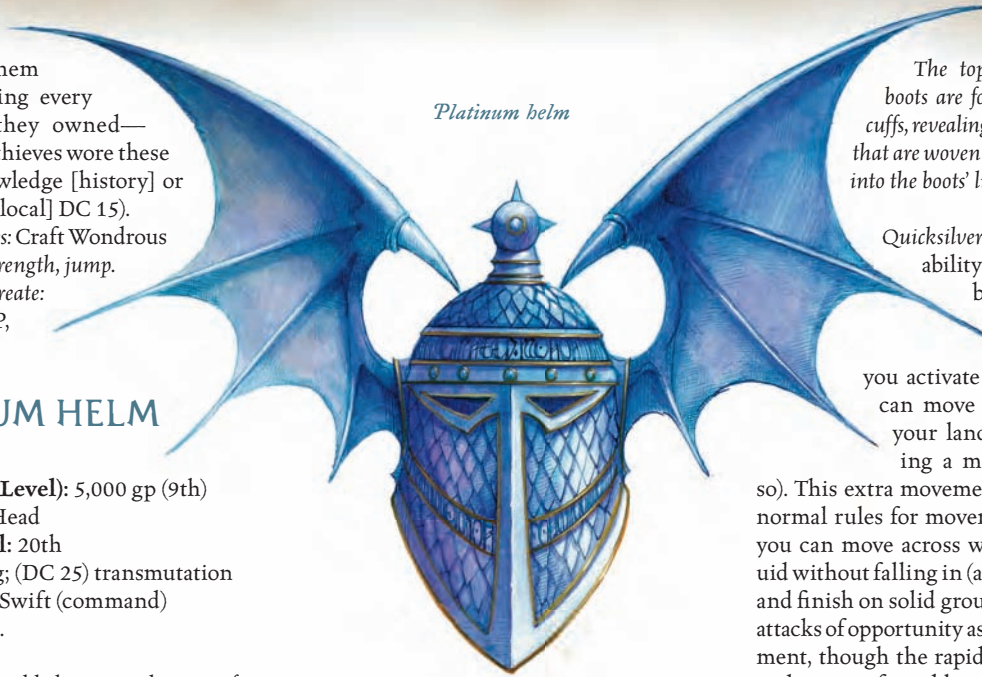 hem
ing every
they owned—
hieves wore these
wledge [history] or
local] DC 15).
s: Craft Wondrous
rength, jump.
reate:
P,
UM HELM
Level): 5,000 gp (9th)
Head
l: 20th
g; (DC 25) transmutation
Swift (command)
.
Platinum helm
The top
boots are fo
cuffs, revealing
that are woven
into the boots' li
Quicksilver
ability
b
you activate
can move
your land
ing a m
so). This extra moveme
normal rules for mover
you can move across w
uid without falling in (a
and finish on solid grou
attacks of opportunity as
ment, though the rapid